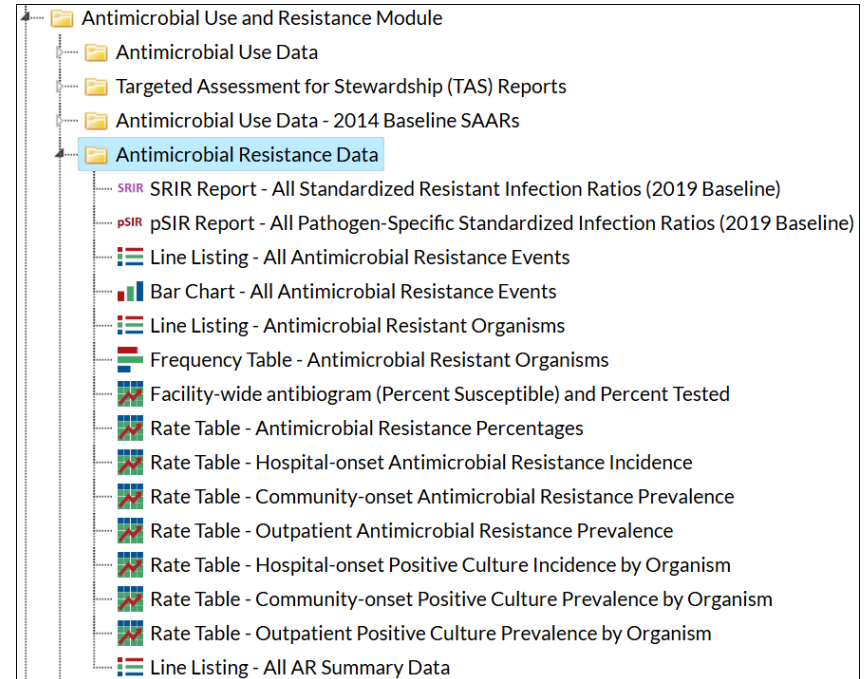 Antimicrobial Use and Resistance Module
Antimicrobial Use Data
Targeted Assessment for Stewardship (TAS) Reports
Antimicrobial Use Data - 2014 Baseline SAARs
Antimicrobial Resistance Data
SRIR SRIR Report - All Standardized Resistant Infection Ratios (2019 Baseline)
pSIR pSIR Report - All Pathogen-Specific Standardized Infection Ratios (2019 Baseline)
Line Listing - All Antimicrobial Resistance Events
Bar Chart - All Antimicrobial Resistance Events
Line Listing - Antimicrobial Resistant Organisms
Frequency Table - Antimicrobial Resistant Organisms
Facility-wide antibiogram (Percent Susceptible) and Percent Tested
Rate Table - Antimicrobial Resistance Percentages
Rate Table - Hospital-onset Antimicrobial Resistance Incidence
Rate Table - Community-onset Antimicrobial Resistance Prevalence
Rate Table - Outpatient Antimicrobial Resistance Prevalence
Rate Table - Hospital-onset Positive Culture Incidence by Organism
Rate Table - Community-onset Positive Culture Prevalence by Organism
Rate Table - Outpatient Positive Culture Prevalence by Organism
Line Listing - All AR Summary Data